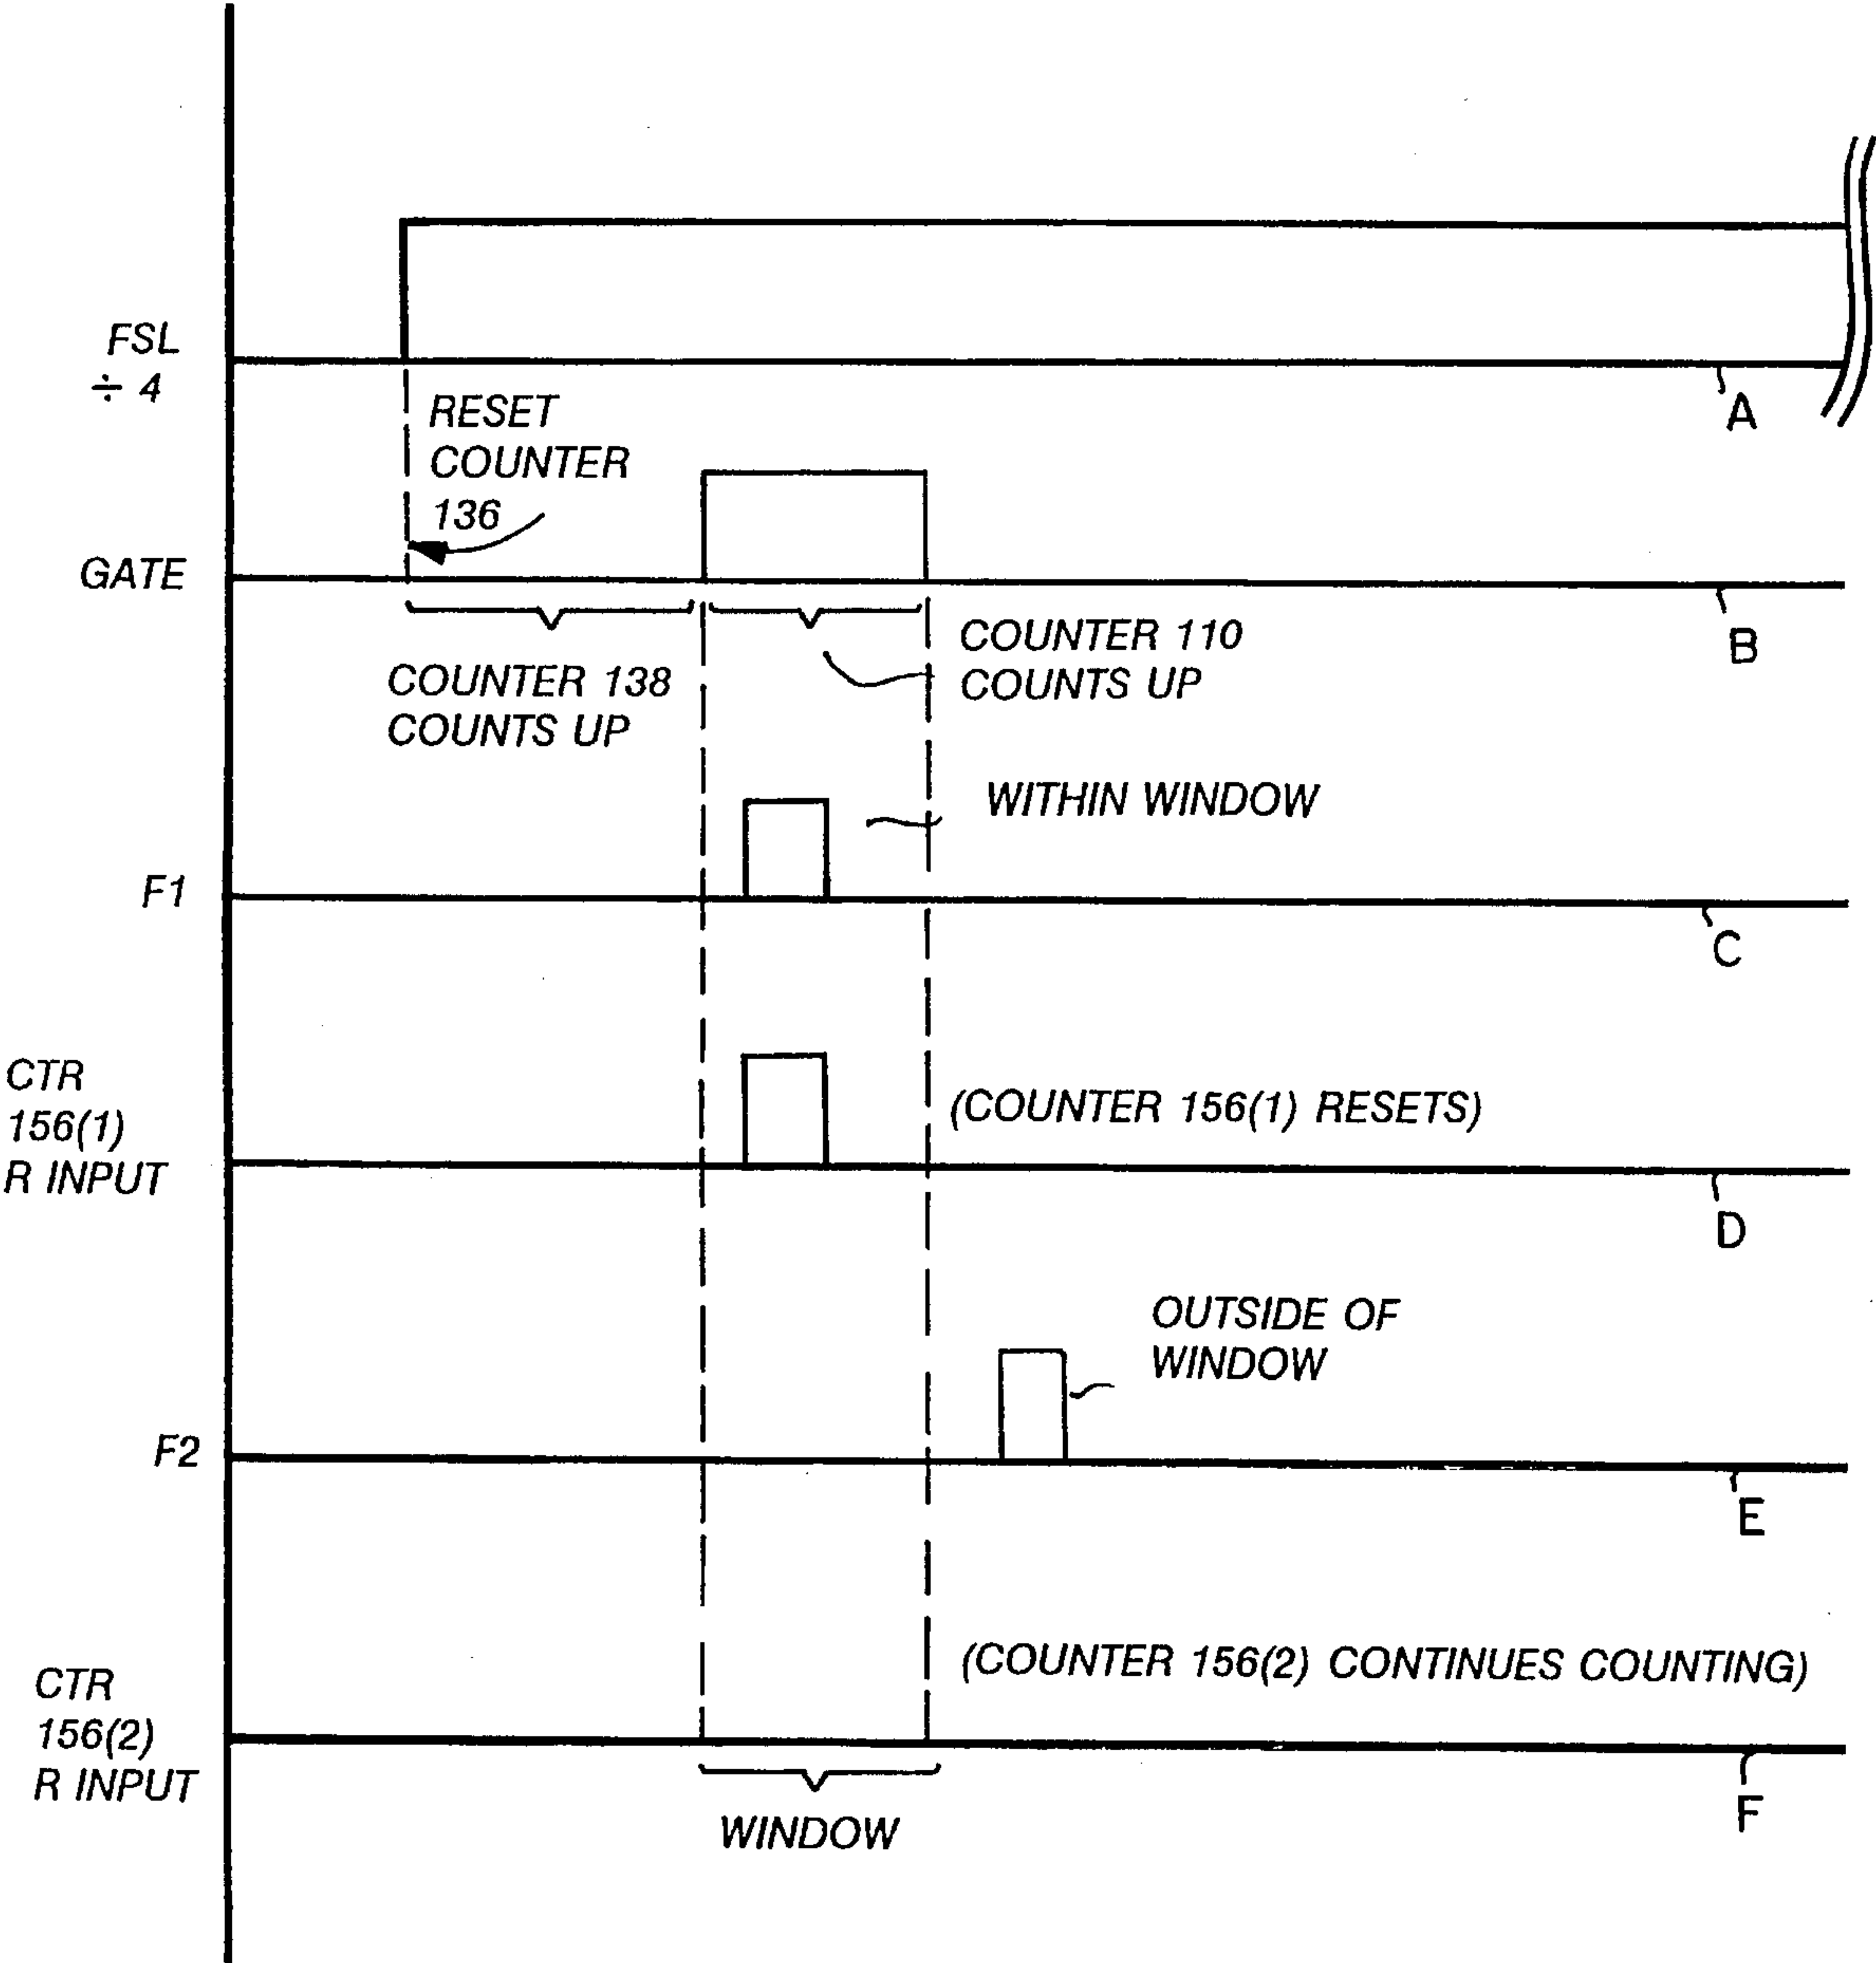 FSL
÷ 4
A
RESET
COUNTER
136
GATE
B
COUNTER 138
COUNTS UP
COUNTER 110
COUNTS UP
WITHIN WINDOW
F1
C
CTR
156(1)
R INPUT
(COUNTER 156(1) RESETS)
D
OUTSIDE OF
WINDOW
F2
E
CTR
156(2)
R INPUT
(COUNTER 156(2) CONTINUES COUNTING)
F
WINDOW